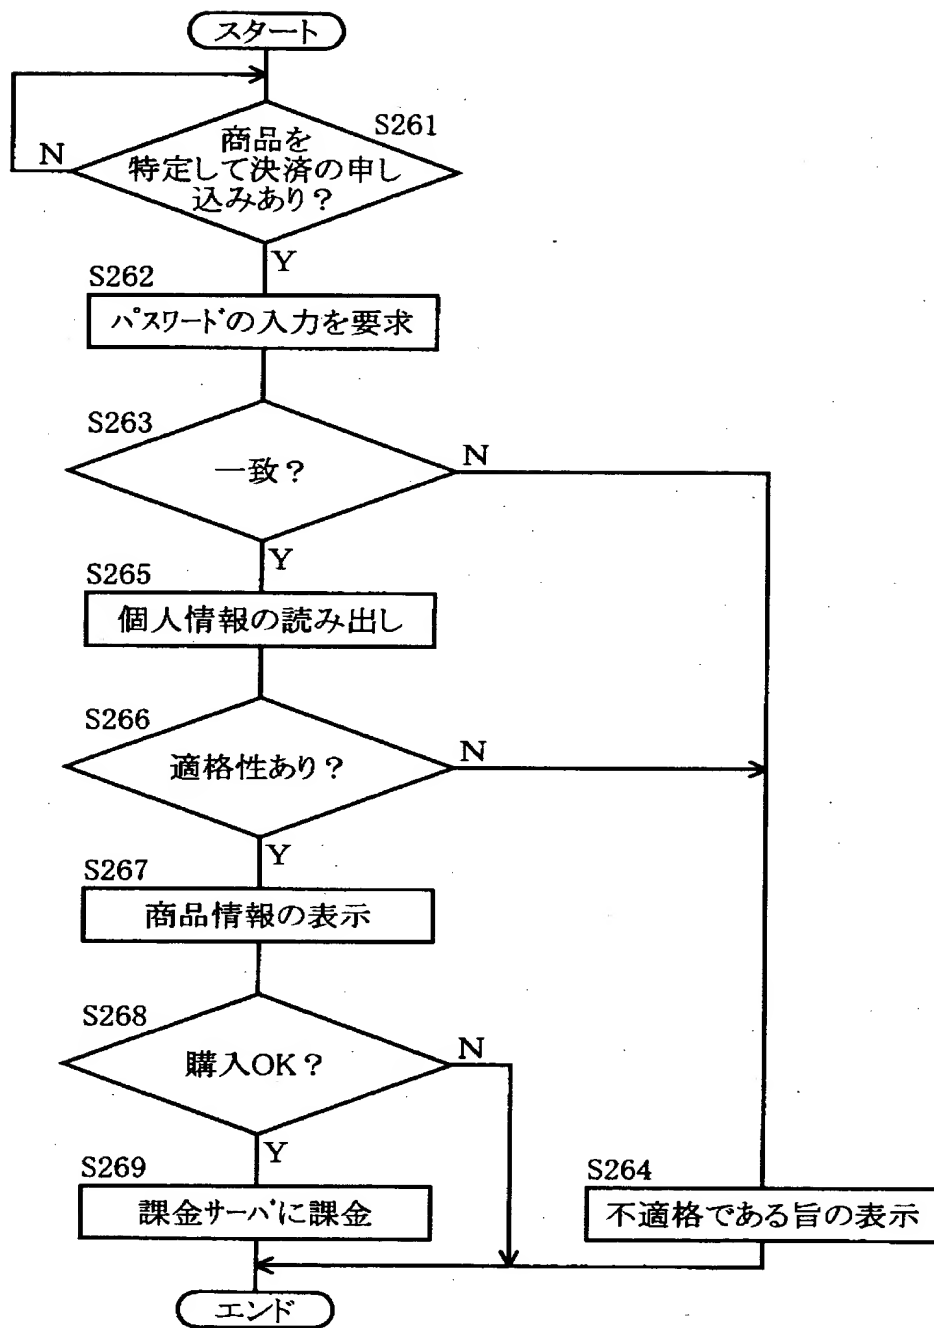 スタート
S261
商品を
特定して決済の申し
込みあり?
N
Y
S262
パスワードの入力を要求
S263
一致?
N
Y
S265
個人情報の読み出し
S266
適格性あり?
N
Y
S267
商品情報の表示
S268
購入OK?
N
Y
S269
課金サーバに課金
S264
不適格である旨の表示
エンド